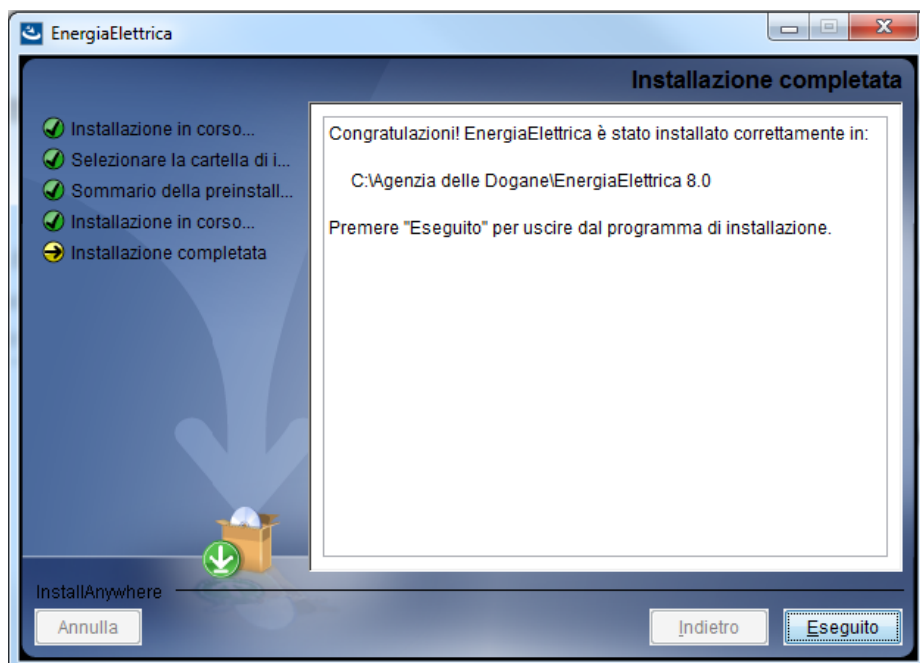 EnergiaElettrica
Installazione completata
Installazione in corso...
Selezionare la cartella di i...
Sommario della preinstall...
Installazione in corso...
Installazione completata
Congratulazioni! EnergiaElettrica è stato installato correttamente in:
C:\Agenzia delle Dogane\EnergiaElettrica 8.0
Premere "Eseguito" per uscire dal programma di installazione.
InstallAnywhere
Annulla
Indietro
Eseguito